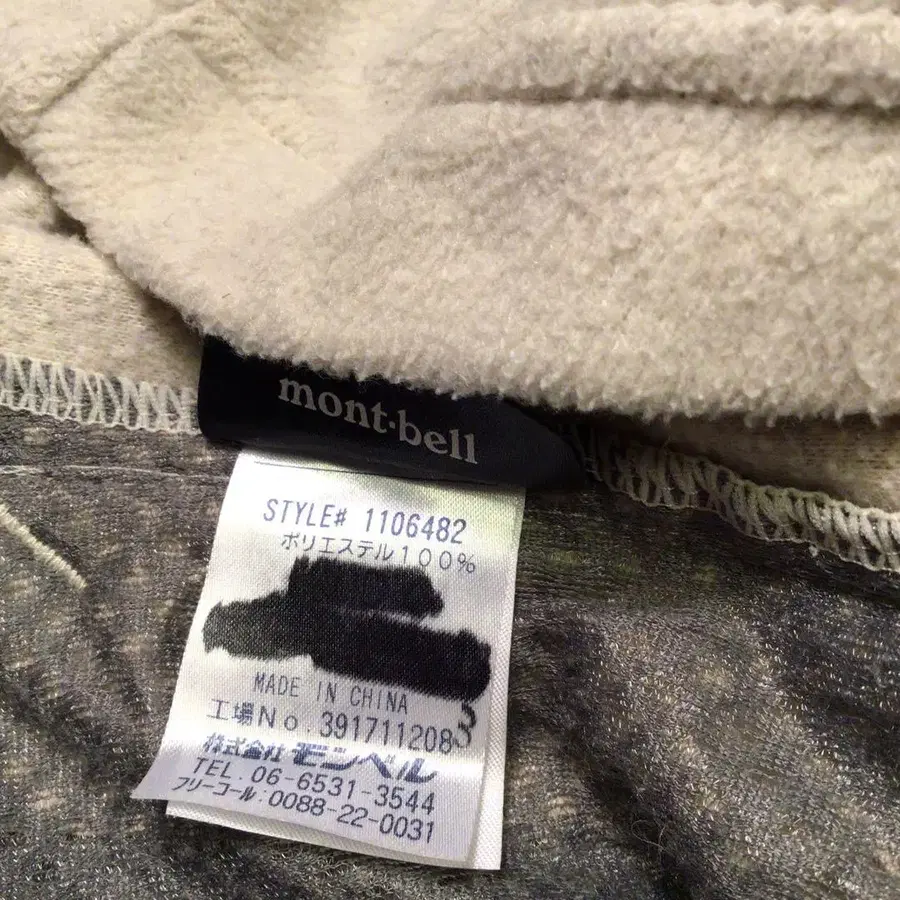 mont·bell
STYLE# 1106482
ポリエステル100%
MADE IN CHINA
工場No. 3917112083
株式会社 モンベル
TEL. 06-6531-3544
フリーコール: 0088-22-0031